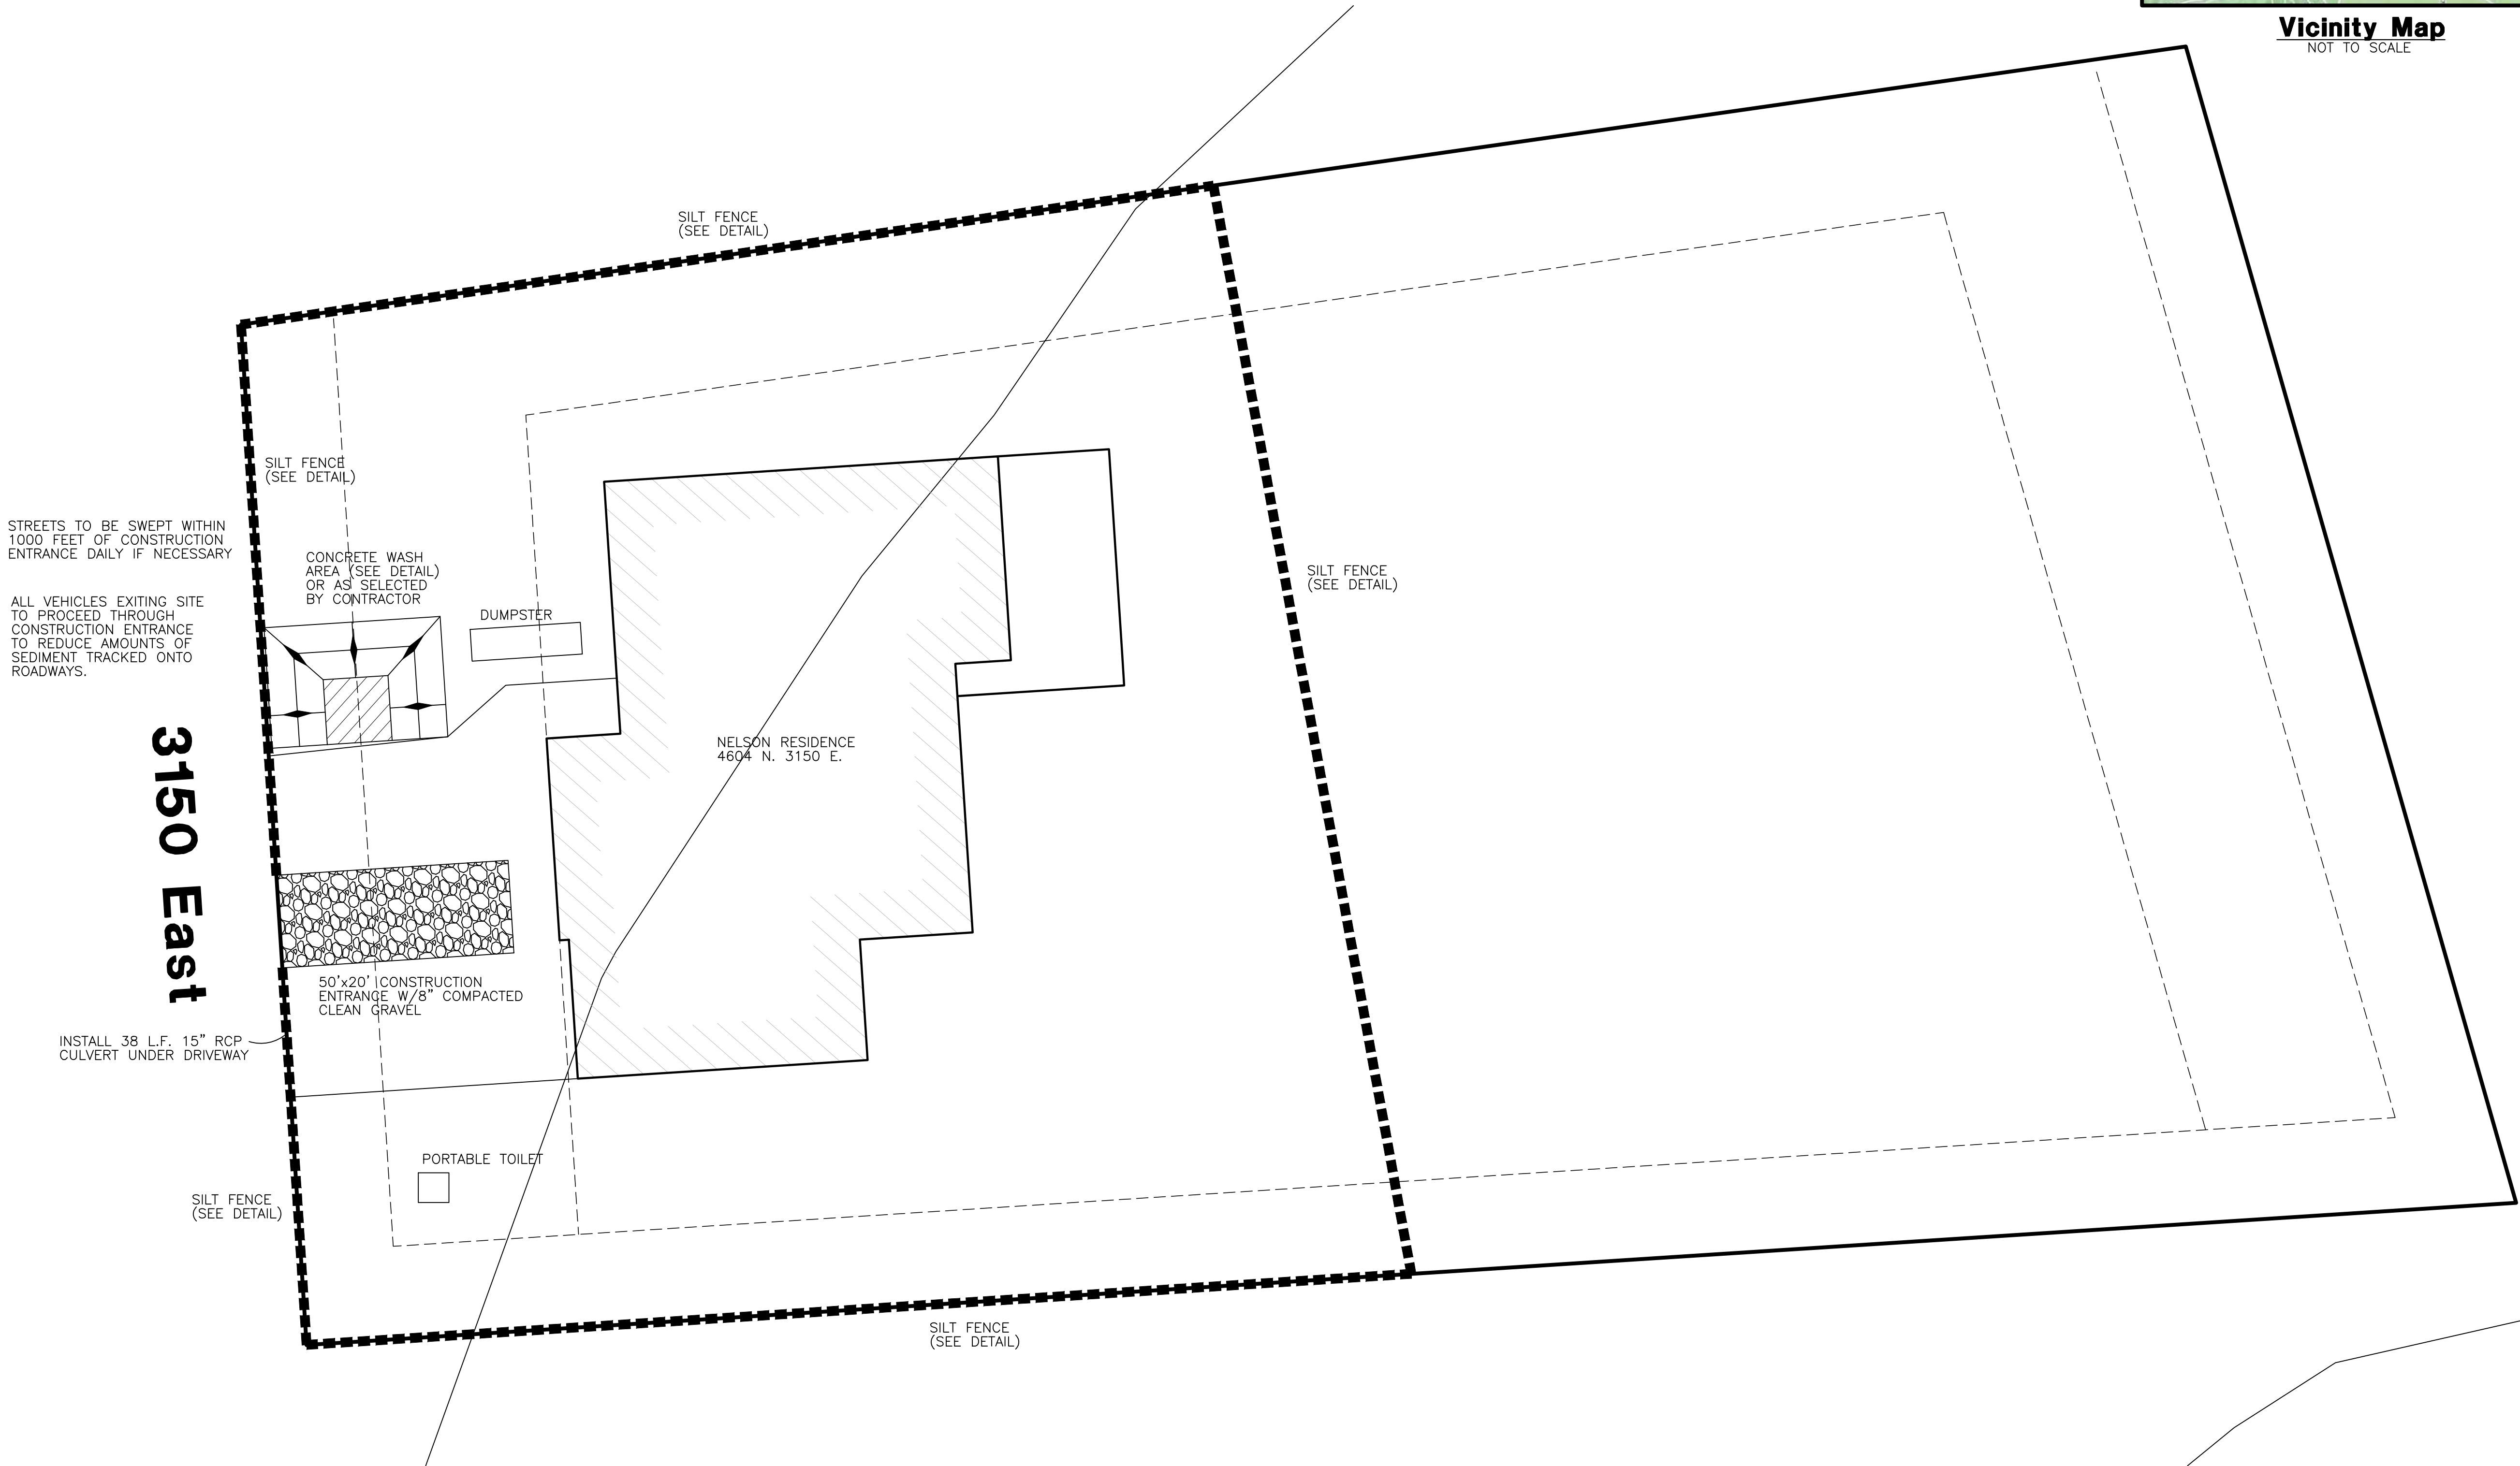 Vicinity Map
NOT TO SCALE
SILT FENCE
(SEE DETAIL)
SILT FENCE
(SEE DETAIL)
STREETS TO BE SWEPT WITHIN
1000 FEET OF CONSTRUCTION
ENTRANCE DAILY IF NECESSARY
CONCRETE WASH
AREA (SEE DETAIL)
OR AS SELECTED
BY CONTRACTOR
DUMPSTER
SILT FENCE
(SEE DETAIL)
ALL VEHICLES EXITING SITE
TO PROCEED THROUGH
CONSTRUCTION ENTRANCE
TO REDUCE AMOUNTS OF
SEDIMENT TRACKED ONTO
ROADWAYS.
NELSON RESIDENCE
4604 N. 3150 E.
3150 East
50'x20' CONSTRUCTION
ENTRANCE W/8" COMPACTED
CLEAN GRAVEL
INSTALL 38 L.F. 15" RCP
CULVERT UNDER DRIVEWAY
PORTABLE TOILET
SILT FENCE
(SEE DETAIL)
SILT FENCE
(SEE DETAIL)